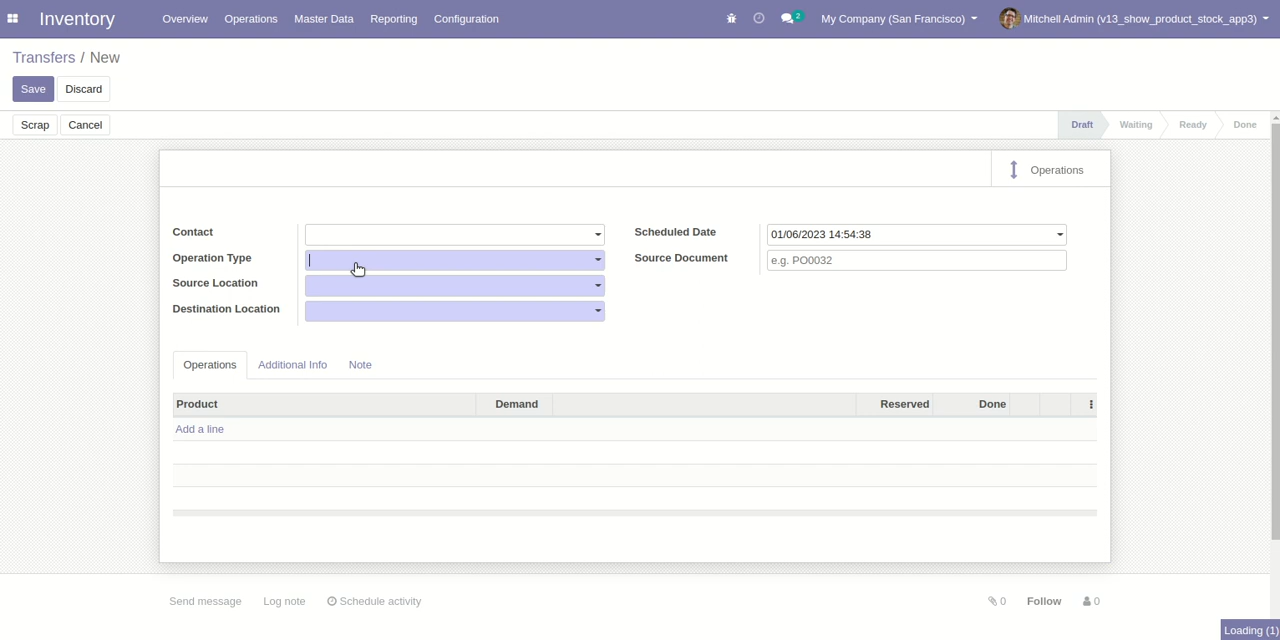 Inventory Overview Operations Master Data Reporting Configuration 2 My Company (San Francisco) Mitchell Admin (v13_show_product_stock_app3)
Transfers / New
Save Discard
Scrap Cancel Draft Waiting Ready Done
Operations
Contact Scheduled Date 01/06/2023 14:54:38
Operation Type Source Document e.g. PO0032
Source Location
Destination Location
Operations Additional Info Note
Product Demand Reserved Done
Add a line
Send message Log note Schedule activity 0 Follow 0
Loading (1)